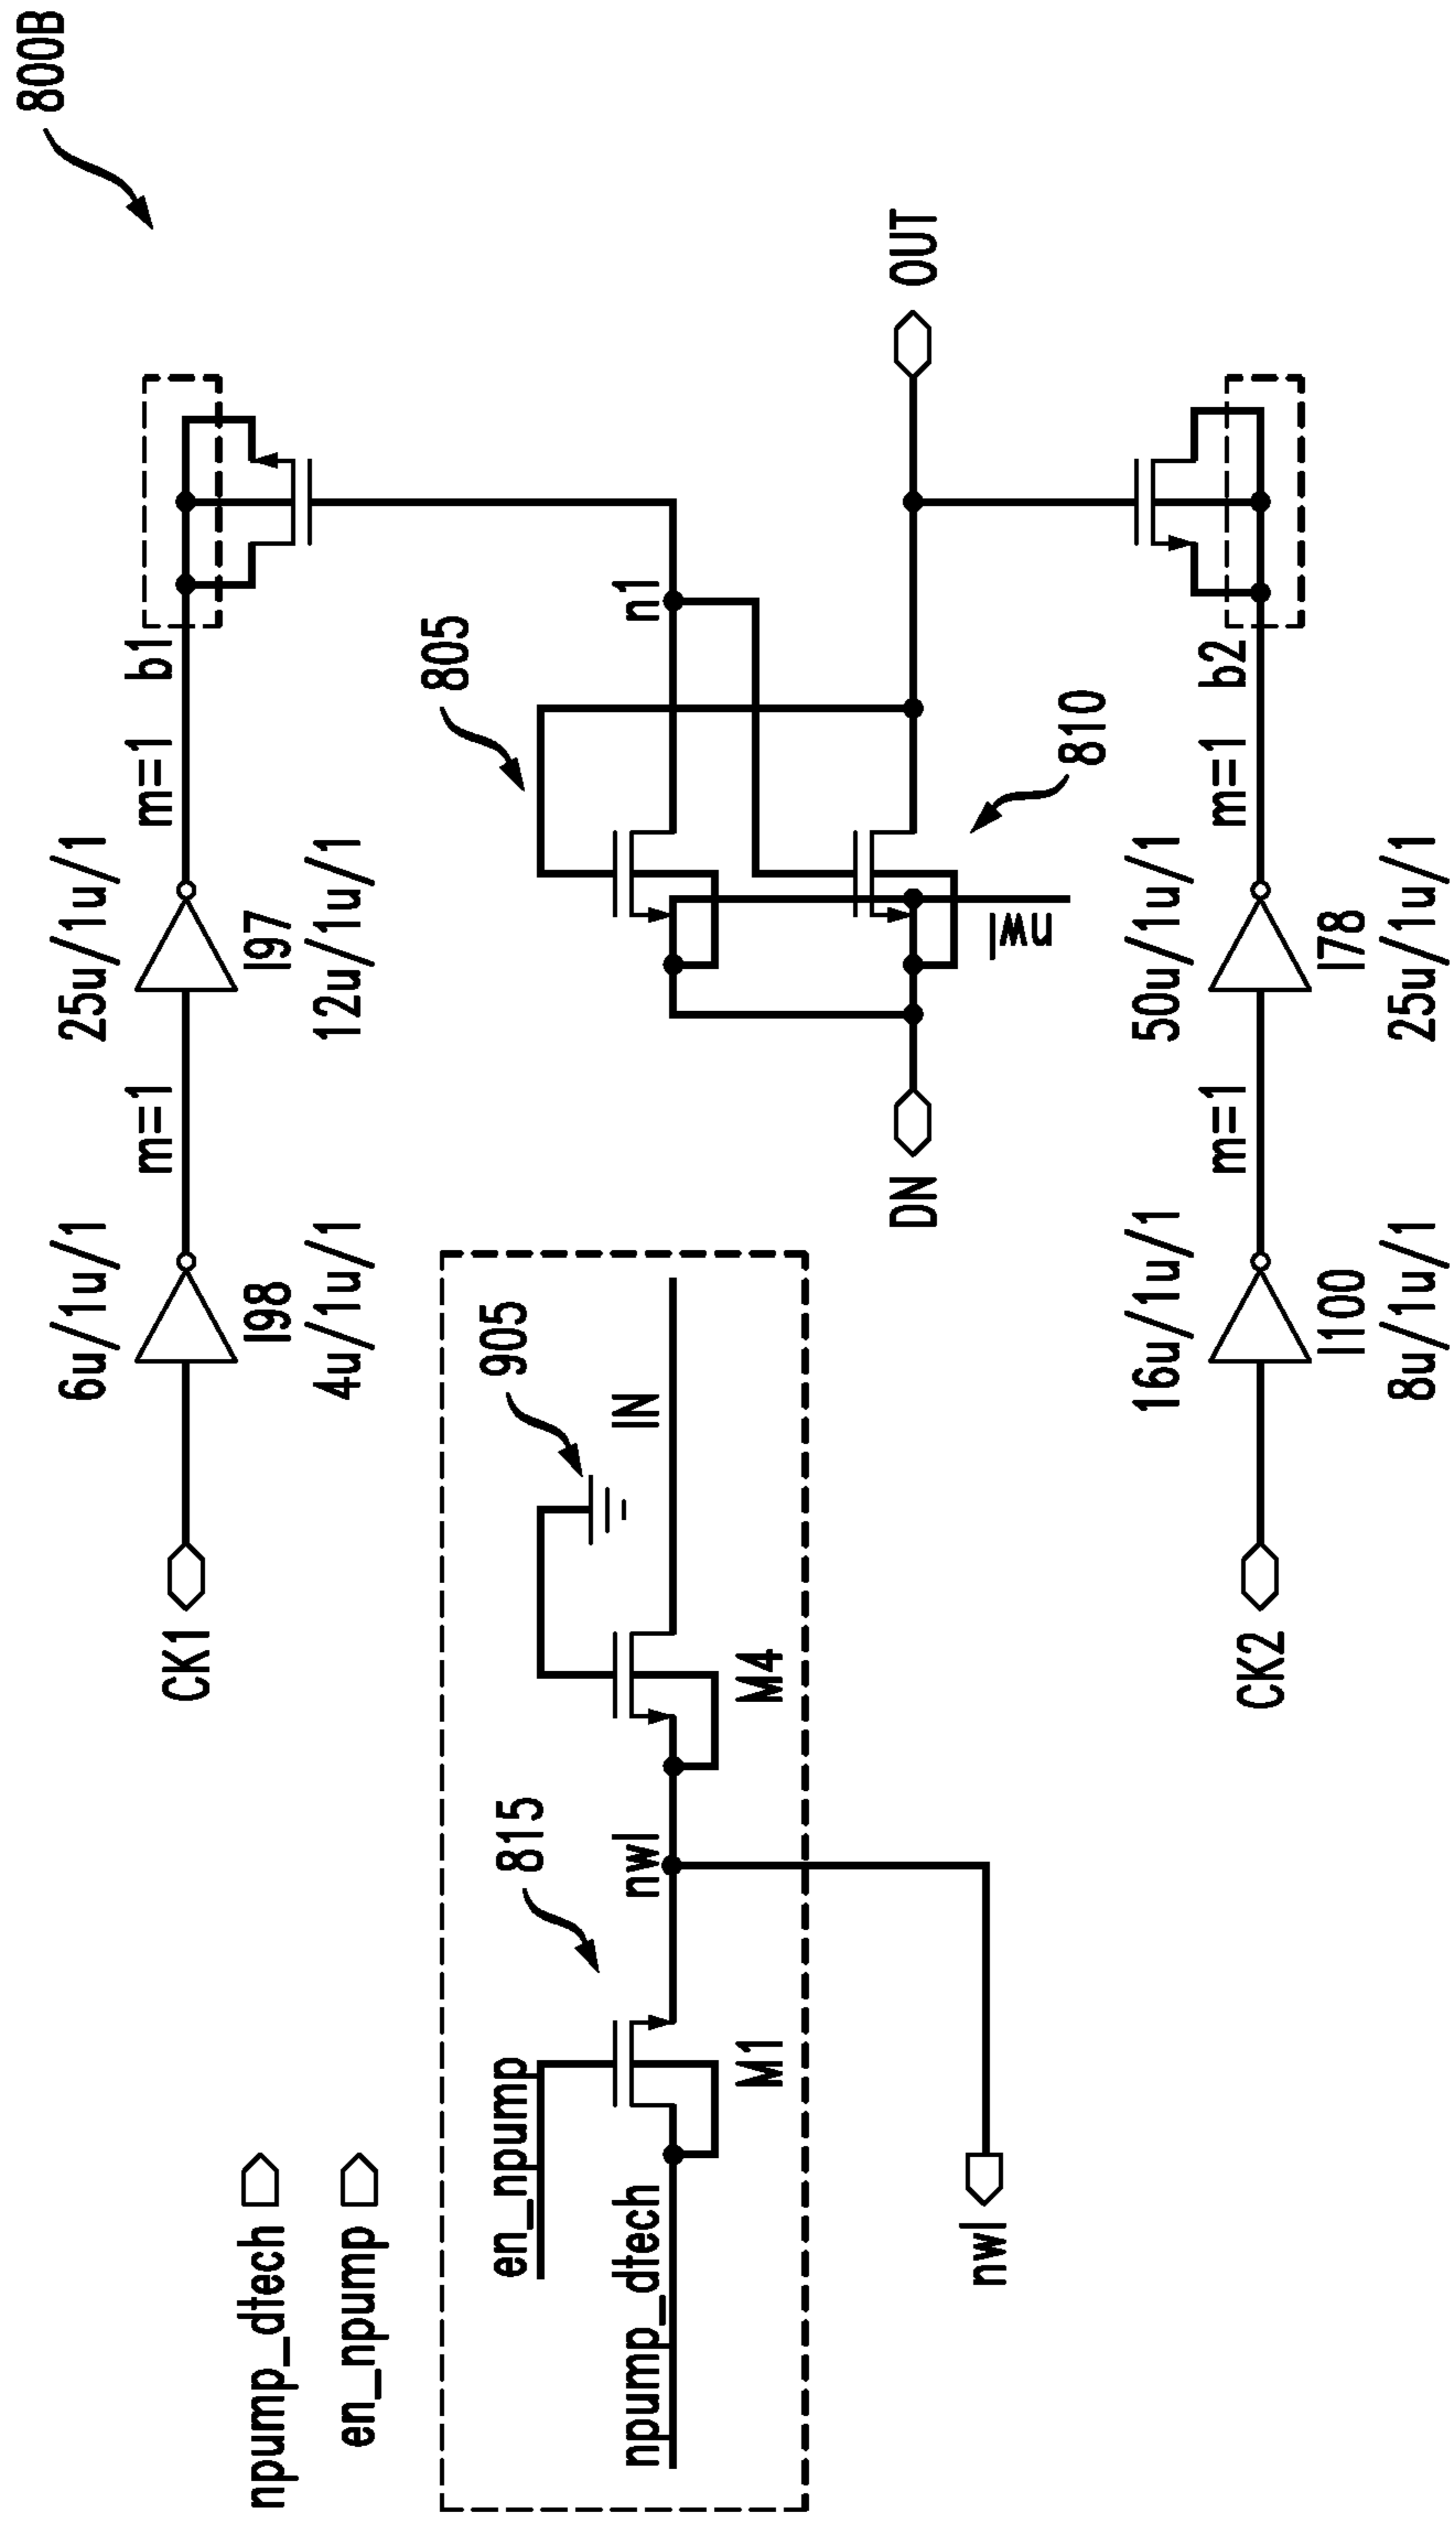 800B
6u/1u/1
25u/1u/1
m=1
m=1
b1
CK1
I98
I97
4u/1u/1
12u/1u/1
npump_dtech
en_npump
805
905
815
en_npump
npump_dtech
nwl
IN
n1
M1
M4
DN
nwl
OUT
nwl
810
16u/1u/1
50u/1u/1
m=1
m=1
b2
CK2
I100
I78
8u/1u/1
25u/1u/1